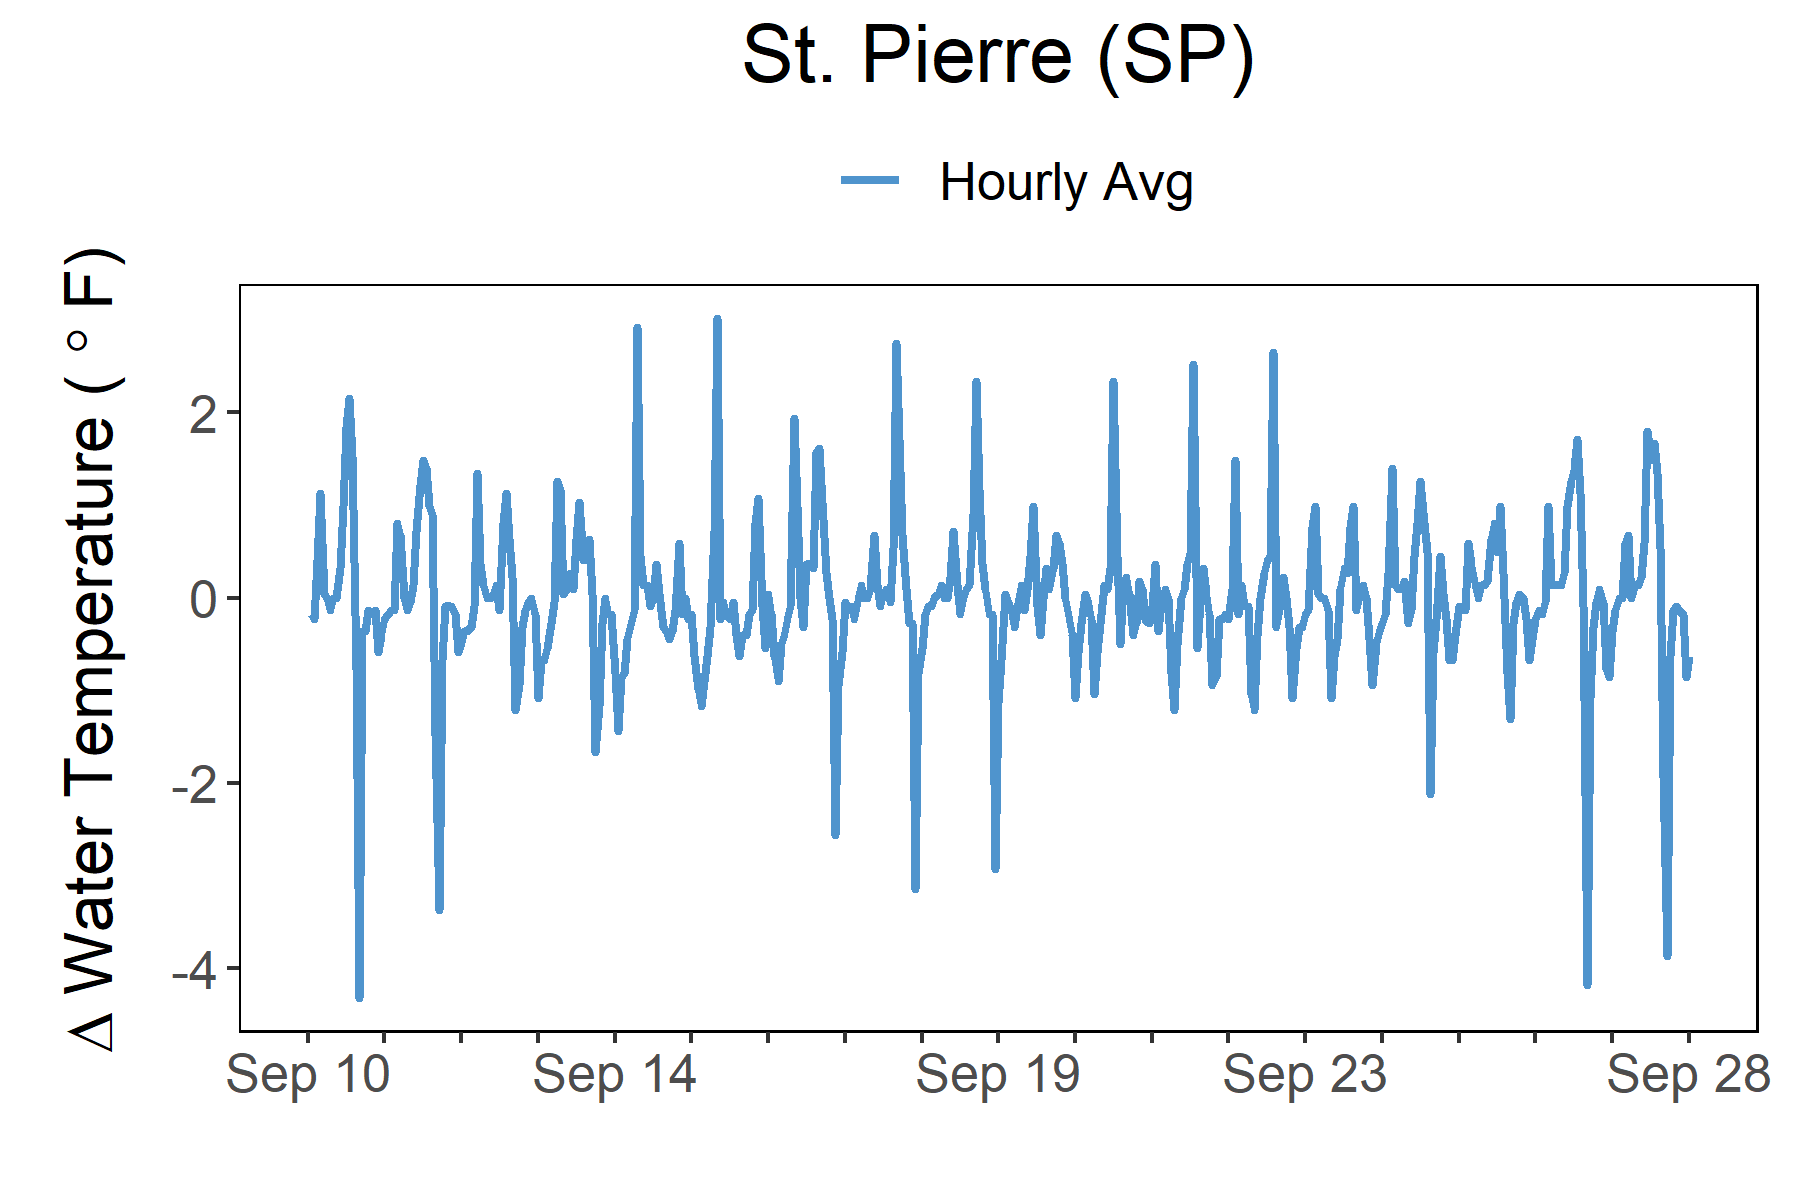 St. Pierre (SP)
Hourly Avg
Δ Water Temperature ( ° F)
2
0
-2
-4
Sep 10
Sep 14
Sep 19
Sep 23
Sep 28